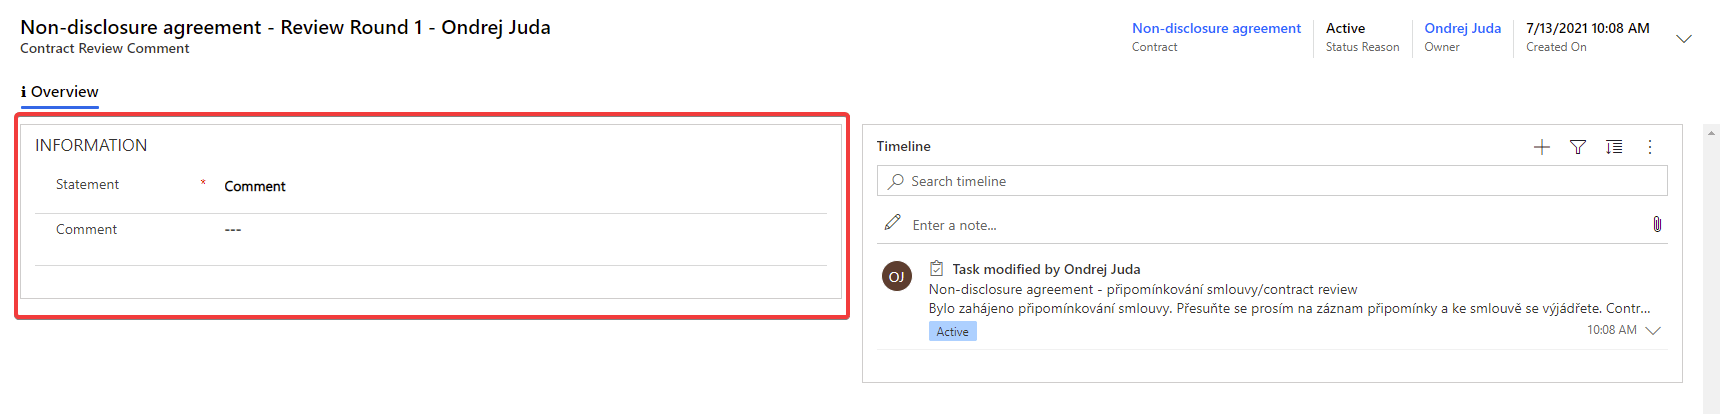 Non-disclosure agreement - Review Round 1 - Ondrej Juda
Contract Review Comment
Non-disclosure agreement
Contract
Active
Status Reason
Ondrej Juda
Owner
7/13/2021 10:08 AM
Created On
Overview
INFORMATION
Statement * Comment
Comment ---
Timeline
Search timeline
Enter a note...
OJ
Task modified by Ondrej Juda
Non-disclosure agreement - připomínkování smlouvy/contract review
Bylo zahájeno připomínkování smlouvy. Přesuňte se prosím na záznam připomínky a ke smlouvě se výjádřete. Contr...
Active
10:08 AM